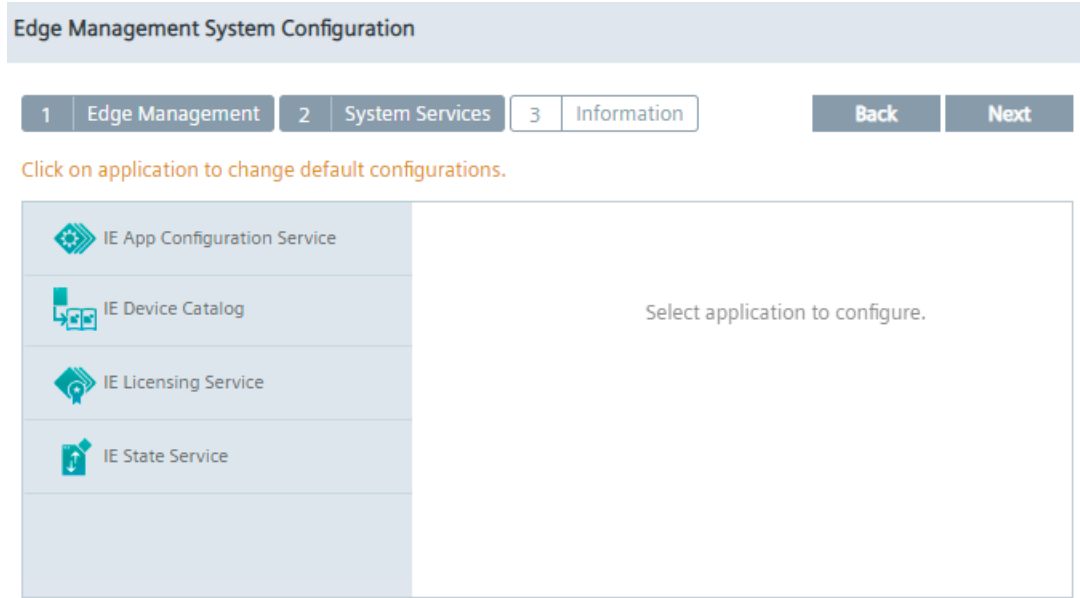 Edge Management System Configuration
1 Edge Management 2 System Services 3 Information Back Next
Click on application to change default configurations.
IE App Configuration Service
IE Device Catalog
Select application to configure.
IE Licensing Service
IE State Service